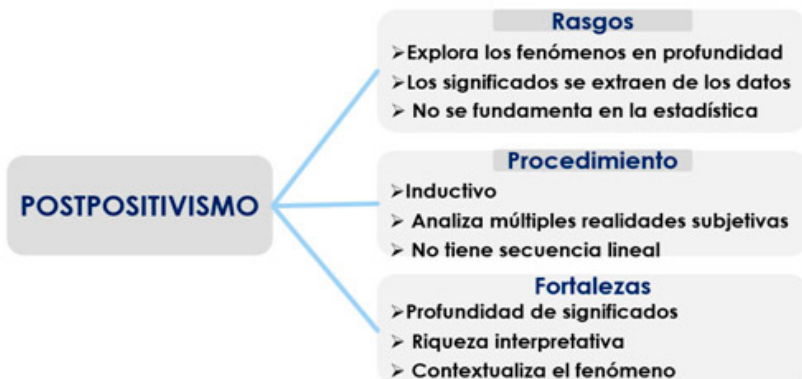 POSTPOSITIVISMO
Rasgos
➢Explora los fenómenos en profundidad
➢Los significados se extraen de los datos
➢ No se fundamenta en la estadística
Procedimiento
➢Inductivo
➢ Analiza múltiples realidades subjetivas
➢ No tiene secuencia lineal
Fortalezas
➢Profundidad de significados
➢ Riqueza interpretativa
➢ Contextualiza el fenómeno